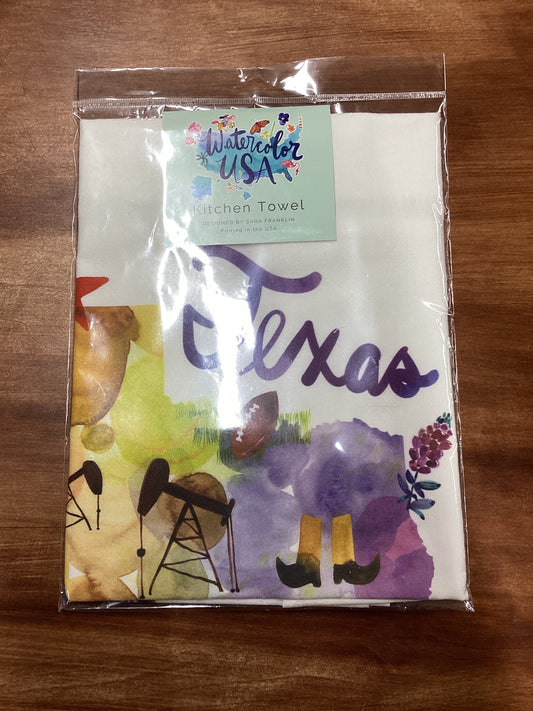 Watercolor
USA
Kitchen Towel
DESIGNED BY SARA FRANKLIN
Printed in the USA
Texas